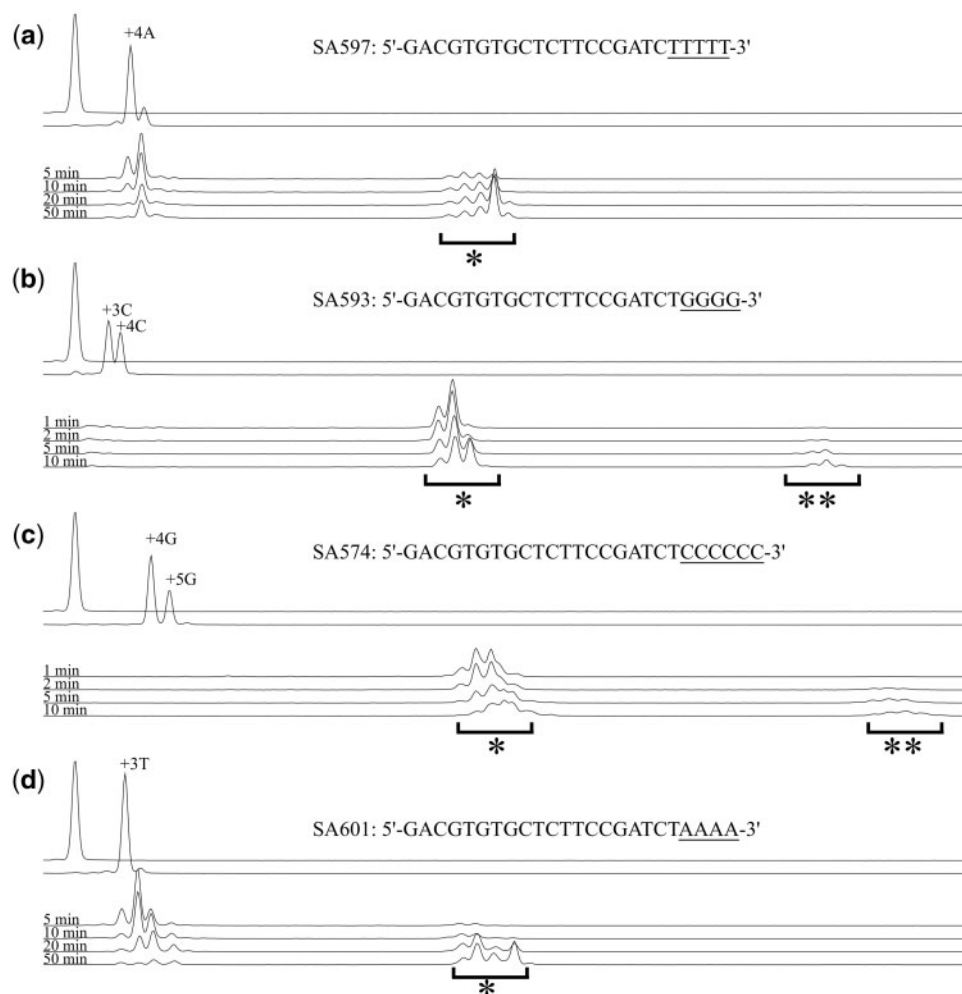 (a)
+4A
SA597: 5'-GACGTGTGCTCTTCCGATCTTTTT-3'
5 min
10 min
20 min
50 min
*
(b)
SA593: 5'-GACGTGTGCTCTTCCGATCTGGGG-3'
+3C
+4C
1 min
2 min
5 min
10 min
*
**
(c)
+4G
SA574: 5'-GACGTGTGCTCTTCCGATCTCCCCCC-3'
+5G
1 min
2 min
5 min
10 min
*
**
(d)
+3T
SA601: 5'-GACGTGTGCTCTTCCGATCTAAAA-3'
5 min
10 min
20 min
50 min
*